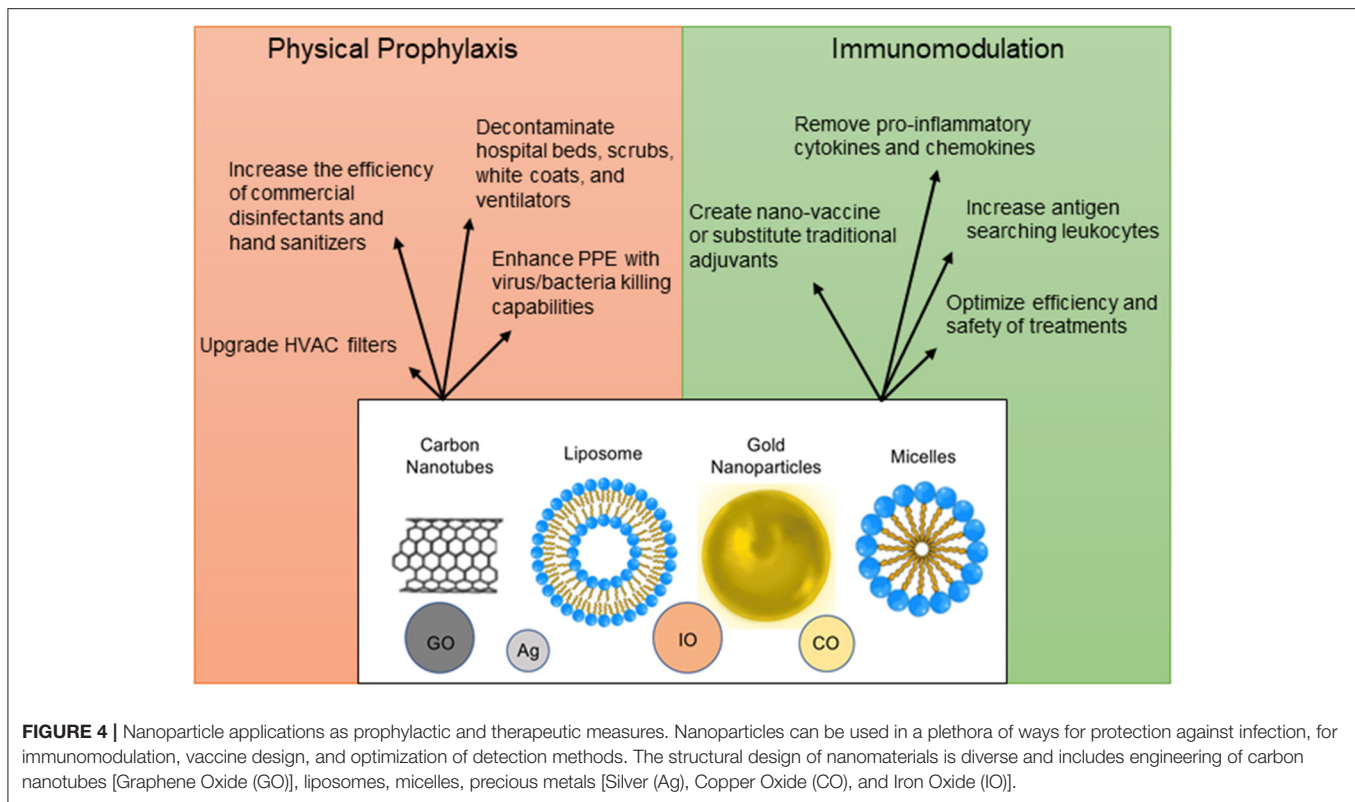 Physical Prophylaxis
Immunomodulation
Increase the efficiency
of commercial
disinfectants and
hand sanitizers
Decontaminate
hospital beds, scrubs,
white coats, and
ventilators
Enhance PPE with
virus/bacteria killing
capabilities
Upgrade HVAC filters
Remove pro-inflammatory
cytokines and chemokines
Create nano-vaccine
or substitute traditional
adjuvants
Increase antigen
searching leukocytes
Optimize efficiency and
safety of treatments
Carbon
Nanotubes
Liposome
Gold
Nanoparticles
Micelles
GO
Ag
IO
CO
FIGURE 4 | Nanoparticle applications as prophylactic and therapeutic measures. Nanoparticles can be used in a plethora of ways for protection against infection, for
immunomodulation, vaccine design, and optimization of detection methods. The structural design of nanomaterials is diverse and includes engineering of carbon
nanotubes [Graphene Oxide (GO)], liposomes, micelles, precious metals [Silver (Ag), Copper Oxide (CO), and Iron Oxide (IO)].